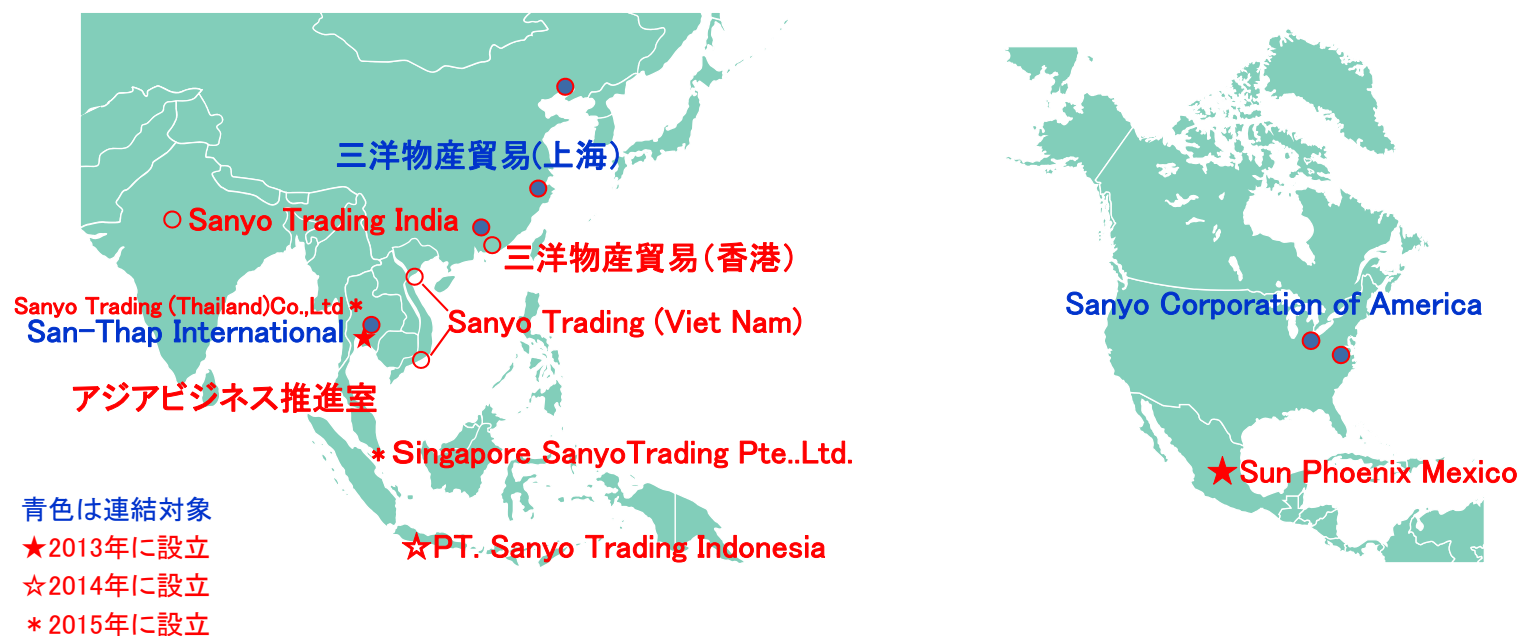 三洋物産貿易(上海)
Sanyo Trading India
三洋物産貿易(香港)
Sanyo Trading (Thailand)Co.,Ltd *
San-Thap International
Sanyo Trading (Viet Nam)
アジアビジネス推進室
* Singapore SanyoTrading Pte..Ltd.
☆PT. Sanyo Trading Indonesia
Sanyo Corporation of America
★Sun Phoenix Mexico
青色は連結対象
★2013年に設立
☆2014年に設立
*2015年に設立